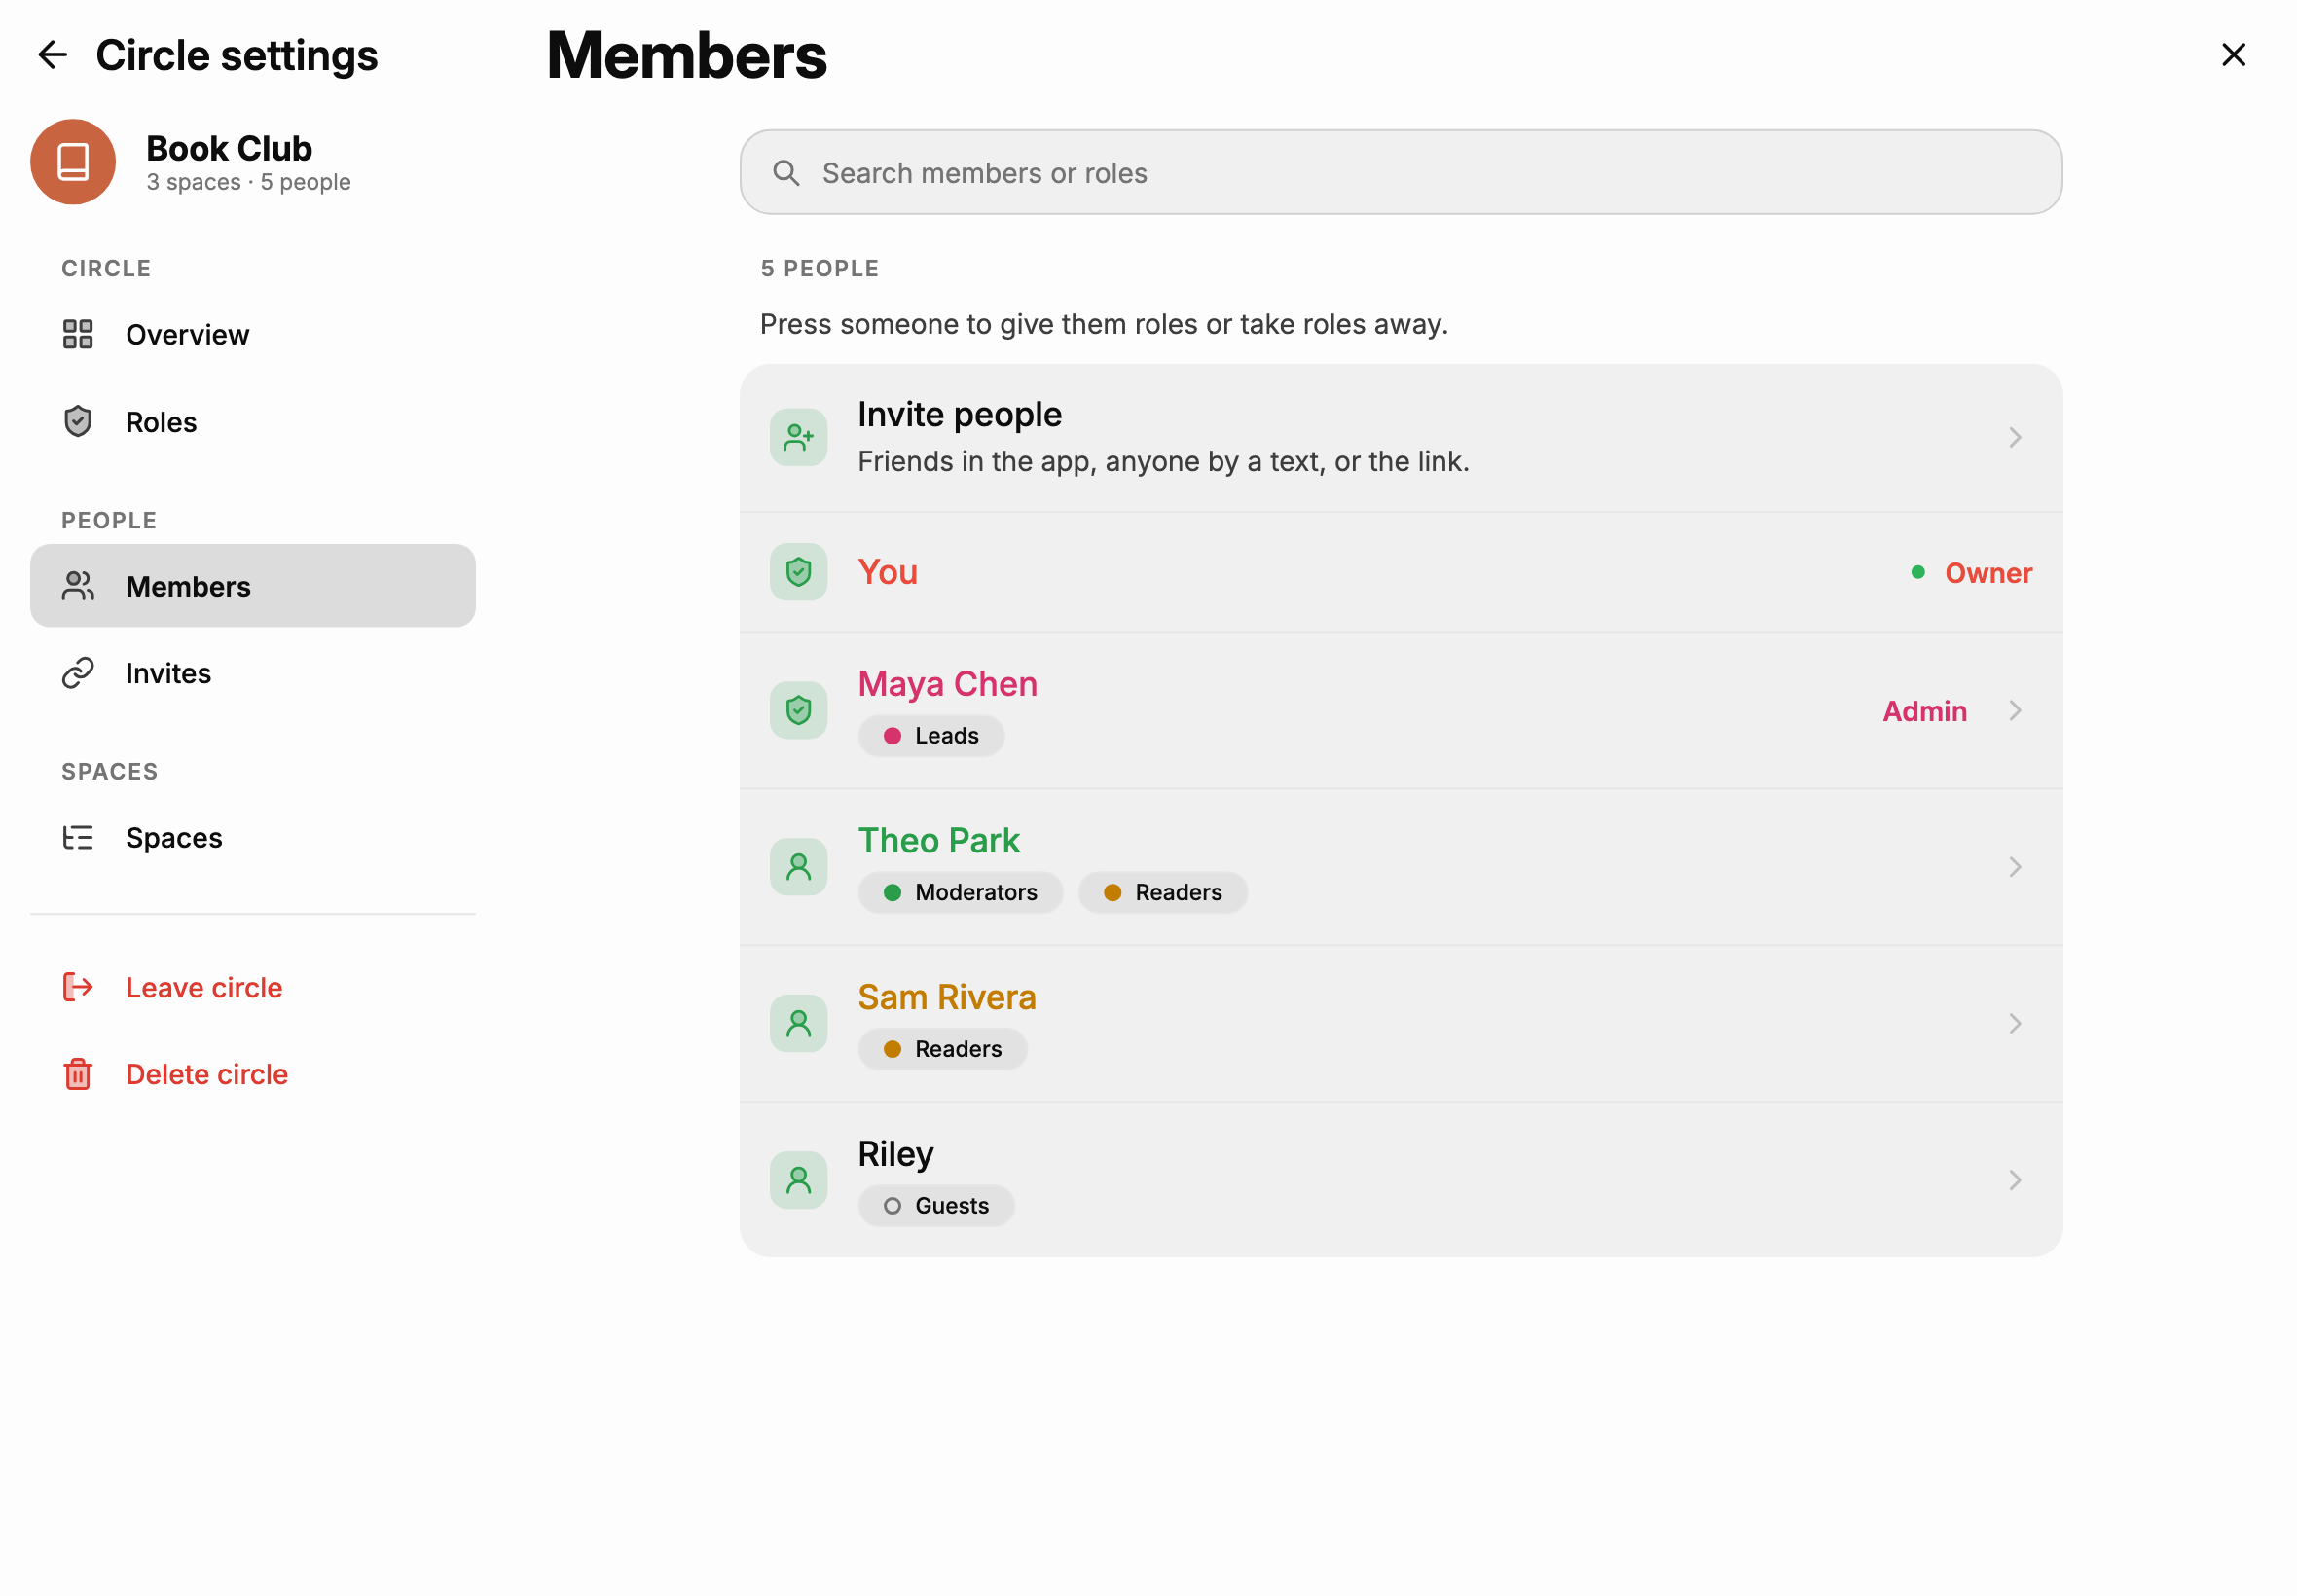 Circle settings
Book Club
3 spaces · 5 people
CIRCLE
Overview
Roles
PEOPLE
Members
Invites
SPACES
Spaces
Leave circle
Delete circle
Members
Search members or roles
5 PEOPLE
Press someone to give them roles or take roles away.
Invite people
Friends in the app, anyone by a text, or the link.
You
Owner
Maya Chen
Leads
Admin
Theo Park
Moderators
Readers
Sam Rivera
Readers
Riley
Guests